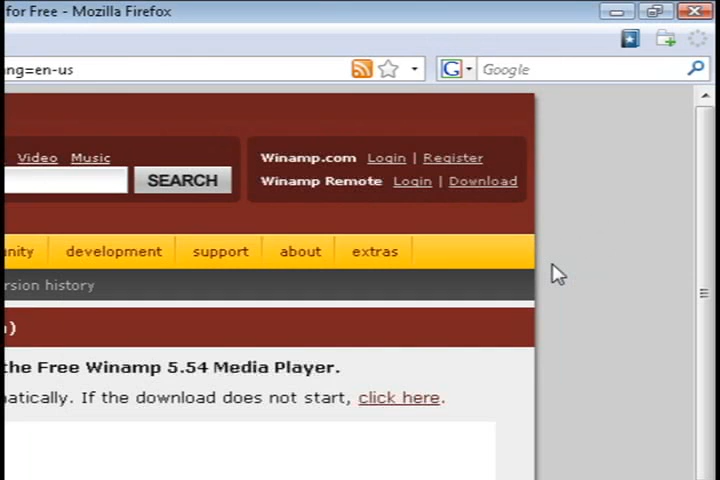 for Free - Mozilla Firefox
ang=en-us
G Google
Video Music
SEARCH
Winamp.com Login | Register
Winamp Remote Login | Download
nity development support about extras
rsion history
)
the Free Winamp 5.54 Media Player.
matically. If the download does not start, click here.